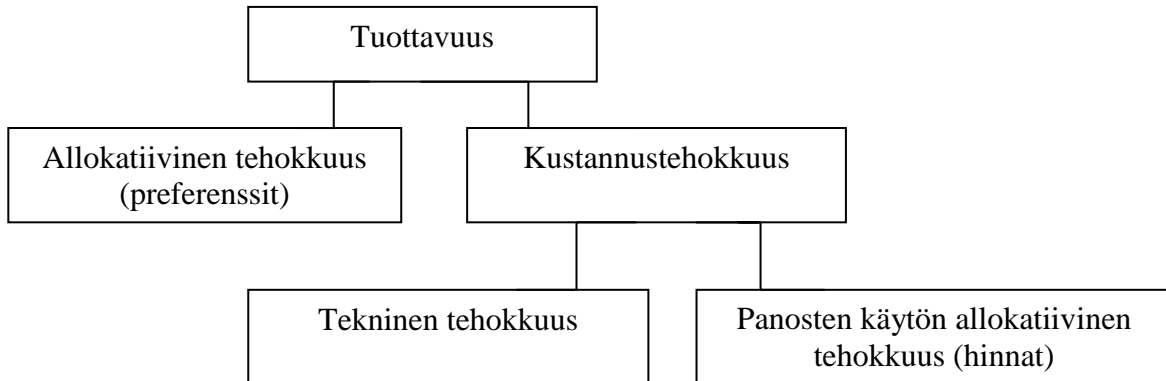 Tuottavuus
Allokatiivinen tehokkuus
(preferenssit)
Kustannustehokkuus
Tekninen tehokkuus
Panosten käytön allokatiivinen
tehokkuus (hinnat)